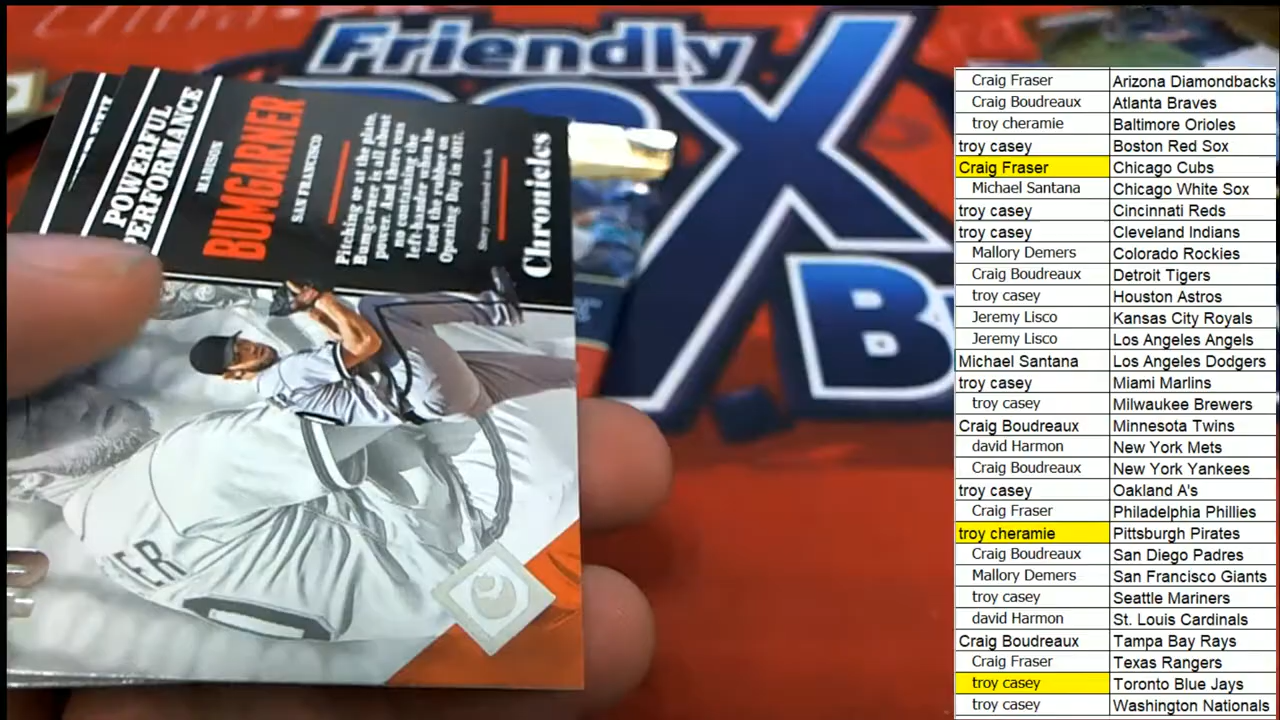 Friendly
BOX
B
POWERFUL
PERFORMANCE
MADISON
BUMGARNER
SAN FRANCISCO
Pitching or at the plate,
Bumgarner is all about
power. And there was
no containing the
left-hander when he
toed the rubber on
Opening Day in 2017.
Story continued on back
Chronicles
ER
Craig Fraser Arizona Diamondbacks
Craig Boudreaux Atlanta Braves
troy cheramie Baltimore Orioles
troy casey Boston Red Sox
Craig Fraser Chicago Cubs
Michael Santana Chicago White Sox
troy casey Cincinnati Reds
troy casey Cleveland Indians
Mallory Demers Colorado Rockies
Craig Boudreaux Detroit Tigers
troy casey Houston Astros
Jeremy Lisco Kansas City Royals
Jeremy Lisco Los Angeles Angels
Michael Santana Los Angeles Dodgers
troy casey Miami Marlins
troy casey Milwaukee Brewers
Craig Boudreaux Minnesota Twins
david Harmon New York Mets
Craig Boudreaux New York Yankees
troy casey Oakland A's
Craig Fraser Philadelphia Phillies
troy cheramie Pittsburgh Pirates
Craig Boudreaux San Diego Padres
Mallory Demers San Francisco Giants
troy casey Seattle Mariners
david Harmon St. Louis Cardinals
Craig Boudreaux Tampa Bay Rays
Craig Fraser Texas Rangers
troy casey Toronto Blue Jays
troy casey Washington Nationals